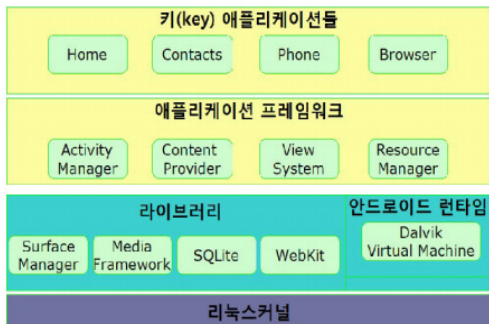 키(key) 애플리케이션들
Home Contacts Phone Browser
애플리케이션 프레임워크
Activity Manager
Content Provider
View System
Resource Manager
라이브러리
Surface Manager
Media Framework
SQLite
WebKit
안드로이드 런타임
Dalvik
Virtual Machine
리눅스커널